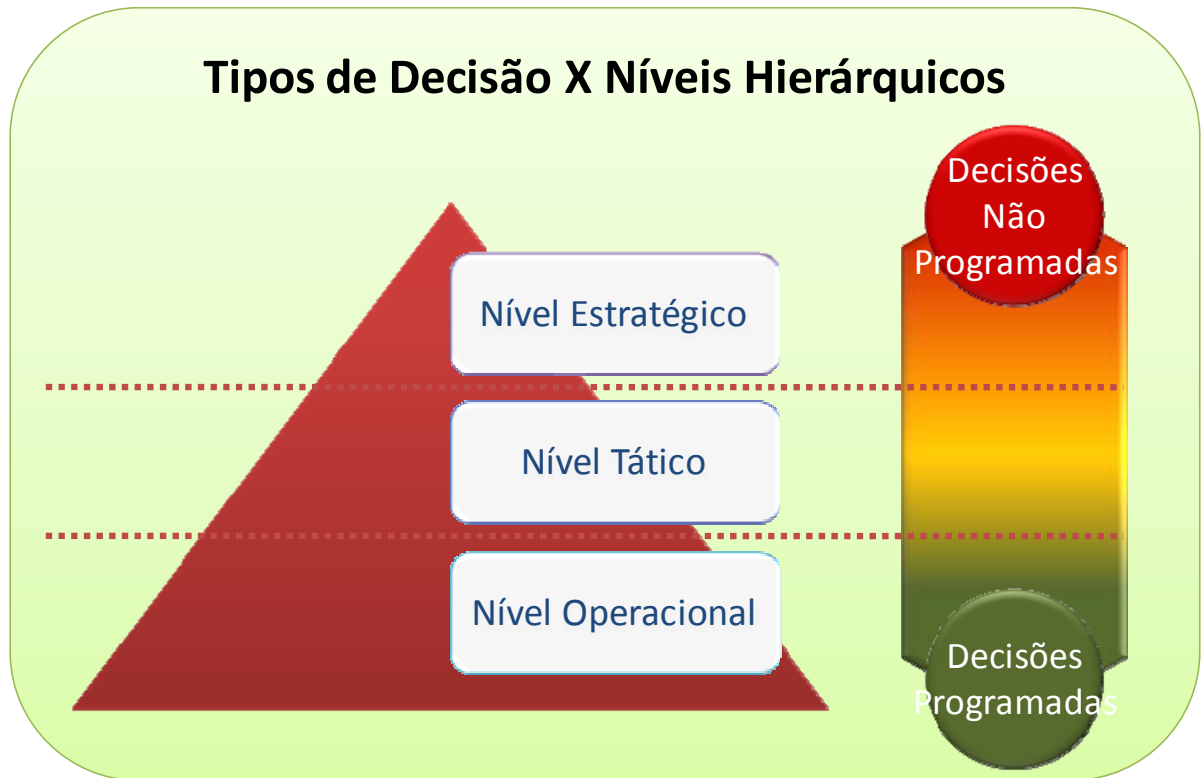 Tipos de Decisão X Níveis Hierárquicos
Nível Estratégico
Nível Tático
Nível Operacional
Decisões
Não
Programadas
Decisões
Programadas